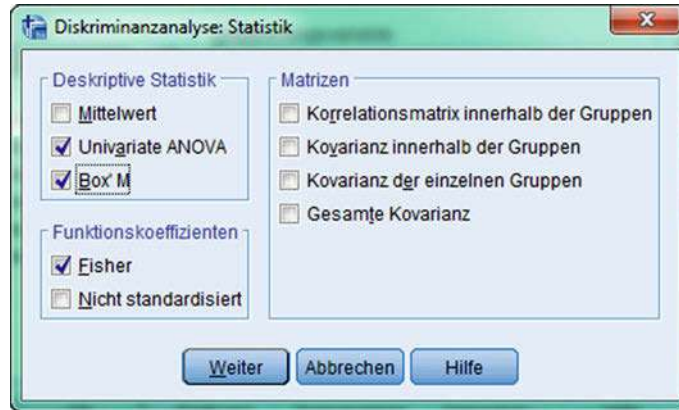 Diskriminanzanalyse: Statistik
Deskriptive Statistik
Mittelwert
Univariate ANOVA
Box' M
Funktionskoeffizienten
Fisher
Nicht standardisiert
Matrizen
Korrelationsmatrix innerhalb der Gruppen
Kovarianz innerhalb der Gruppen
Kovarianz der einzelnen Gruppen
Gesamte Kovarianz
Weiter
Abbrechen
Hilfe